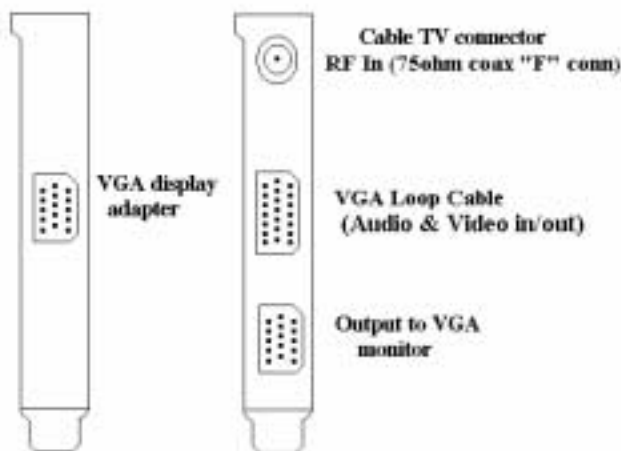 Cable TV connector
RF In (75ohm coax "F" conn)
VGA display
adapter
VGA Loop Cable
(Audio & Video in/out)
Output to VGA
monitor